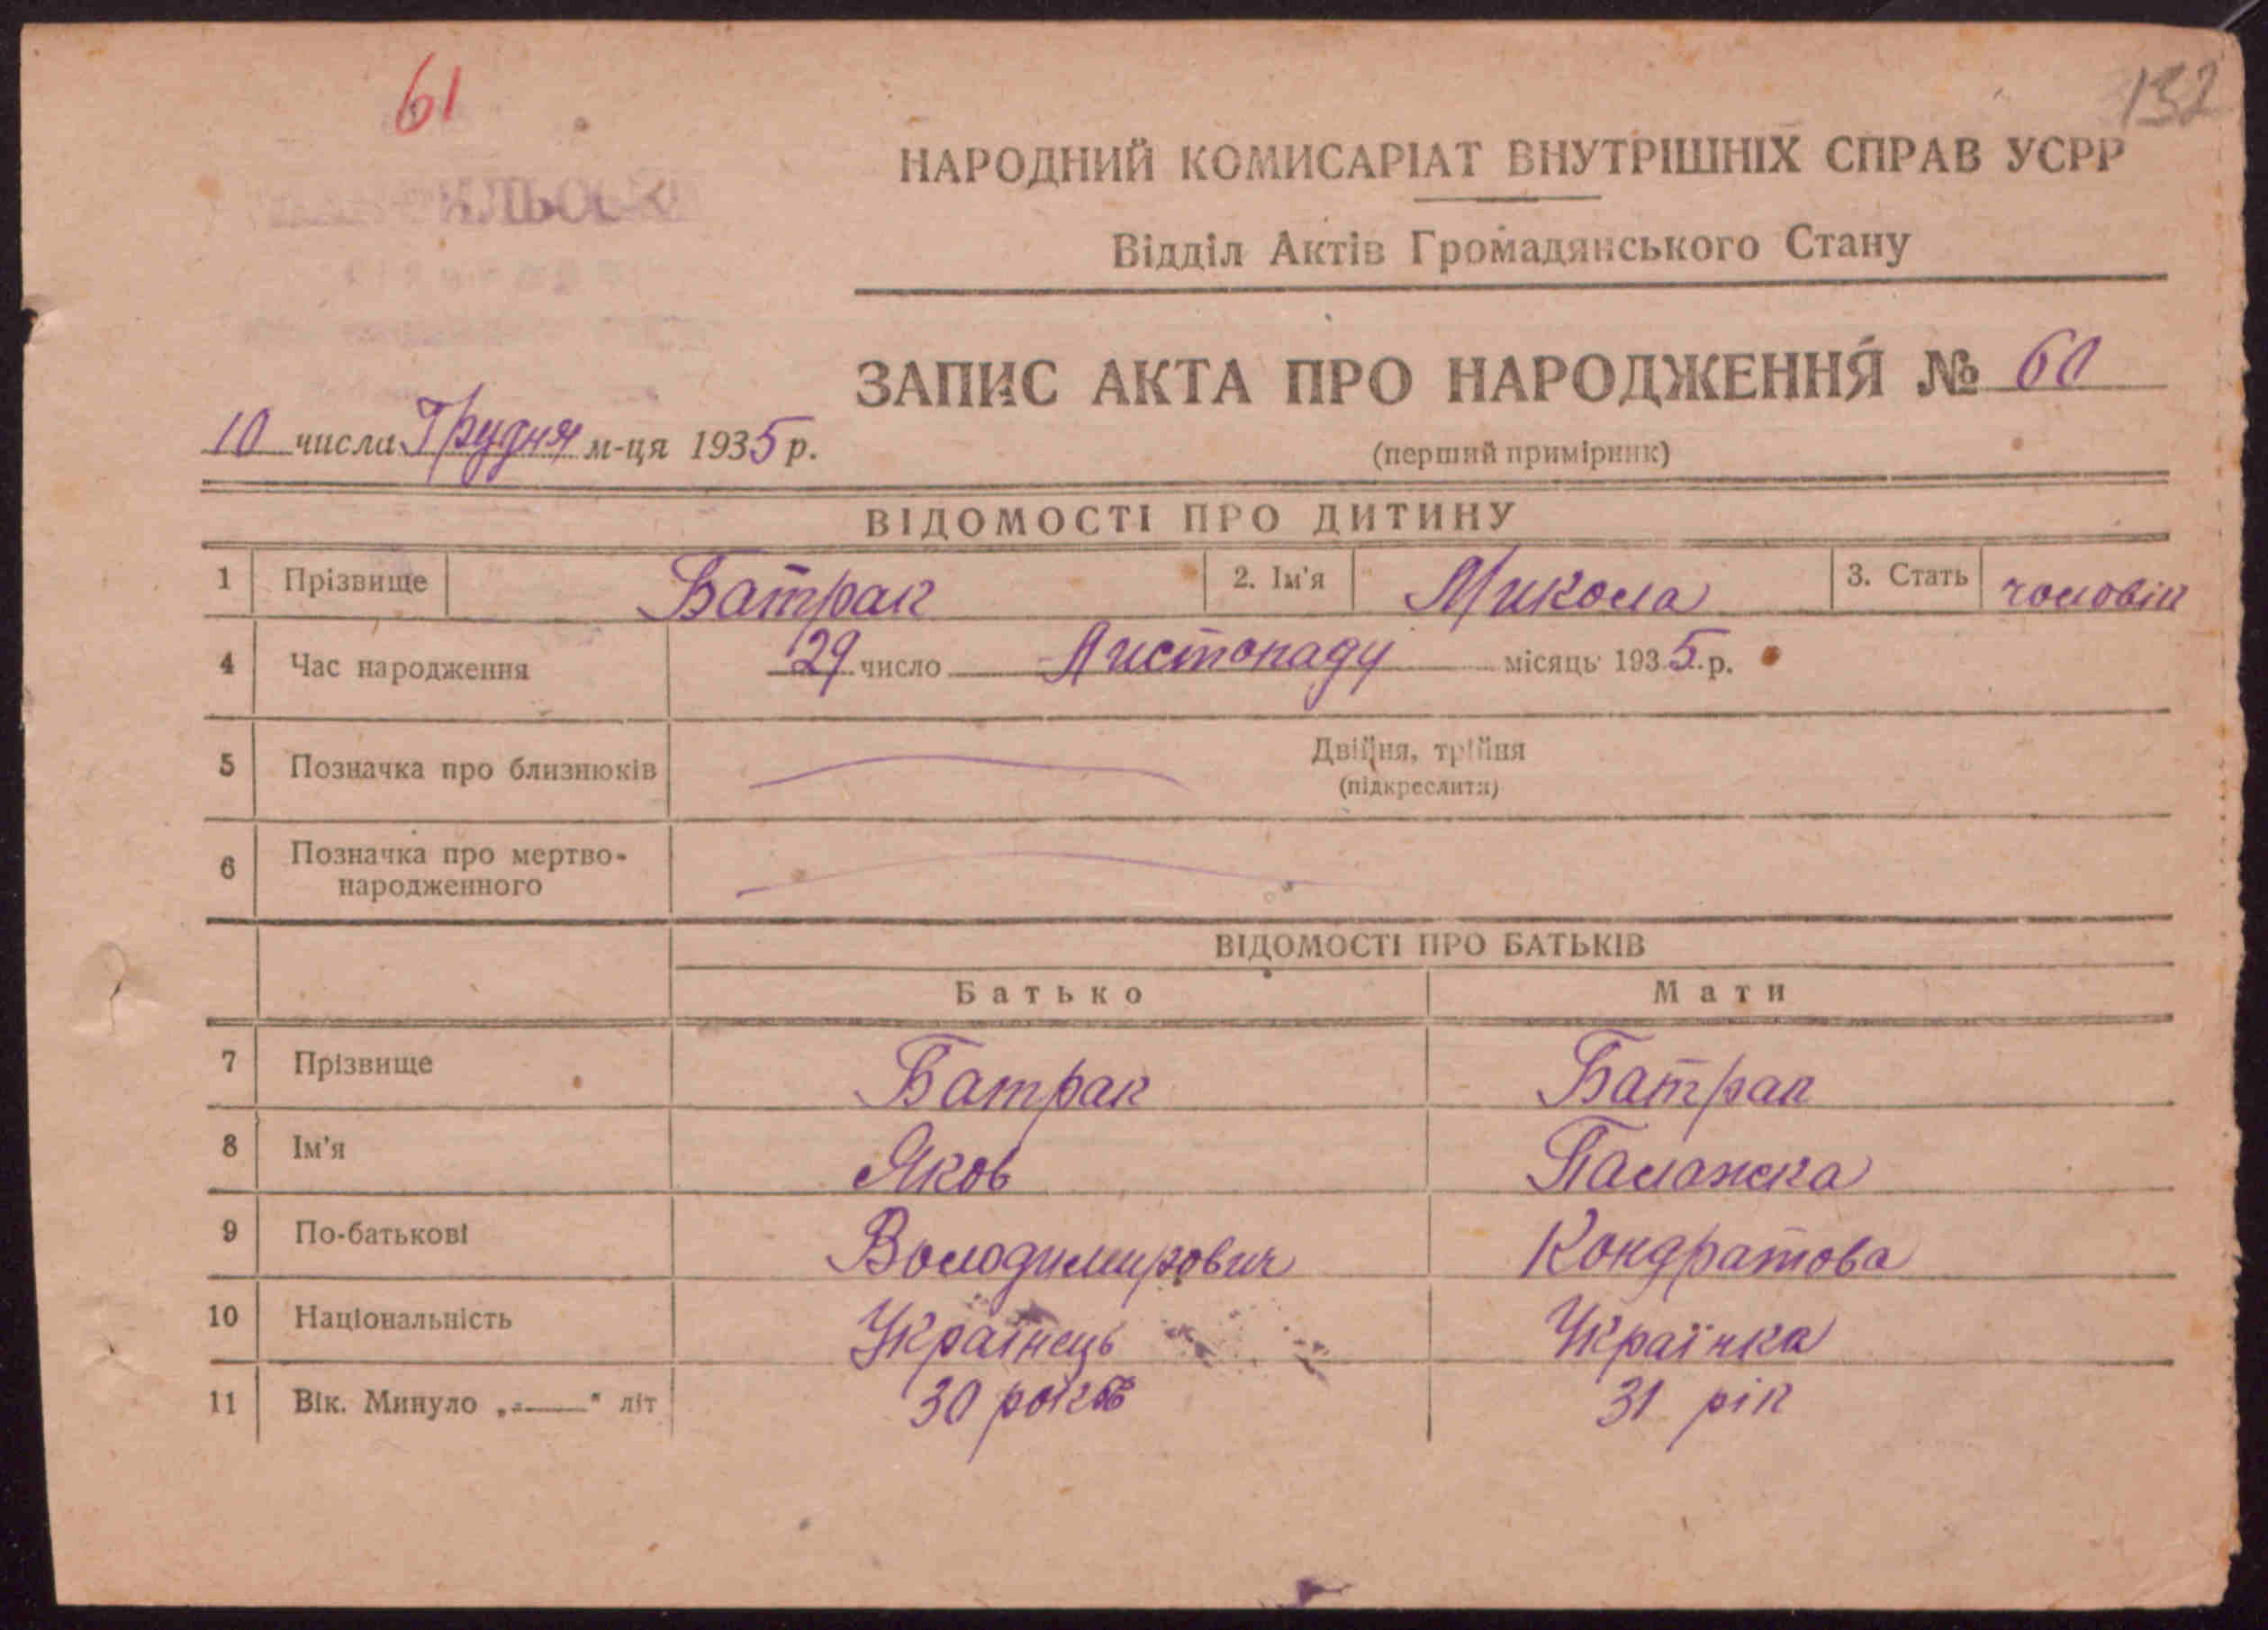 61
132
НАРОДНИЙ КОМИСАРІАТ ВНУТРІШНІХ СПРАВ УСРР
Відділ Актів Громадянського Стану
ЗАПИС АКТА ПРО НАРОДЖЕННЯ № 60
10 числа Грудня м-ця 1935 р.
(перший примірник)
ВІДОМОСТІ ПРО ДИТИНУ
1 Прізвище Батрак 2. Ім'я Микола 3. Стать чоловік
4 Час народження 29 число Листопаду місяць 1935 р.
5 Позначка про близнюків Двійня, трійня
(підкреслити)
6 Позначка про мертво-
народженного
ВІДОМОСТІ ПРО БАТЬКІВ
Батько Мати
7 Прізвище Батрак Батрак
8 Ім'я Яков Палажка
9 По-батькові Володимирович Кондратова
10 Національність Українець Українка
11 Вік. Минуло „——" літ 30 років 31 рік